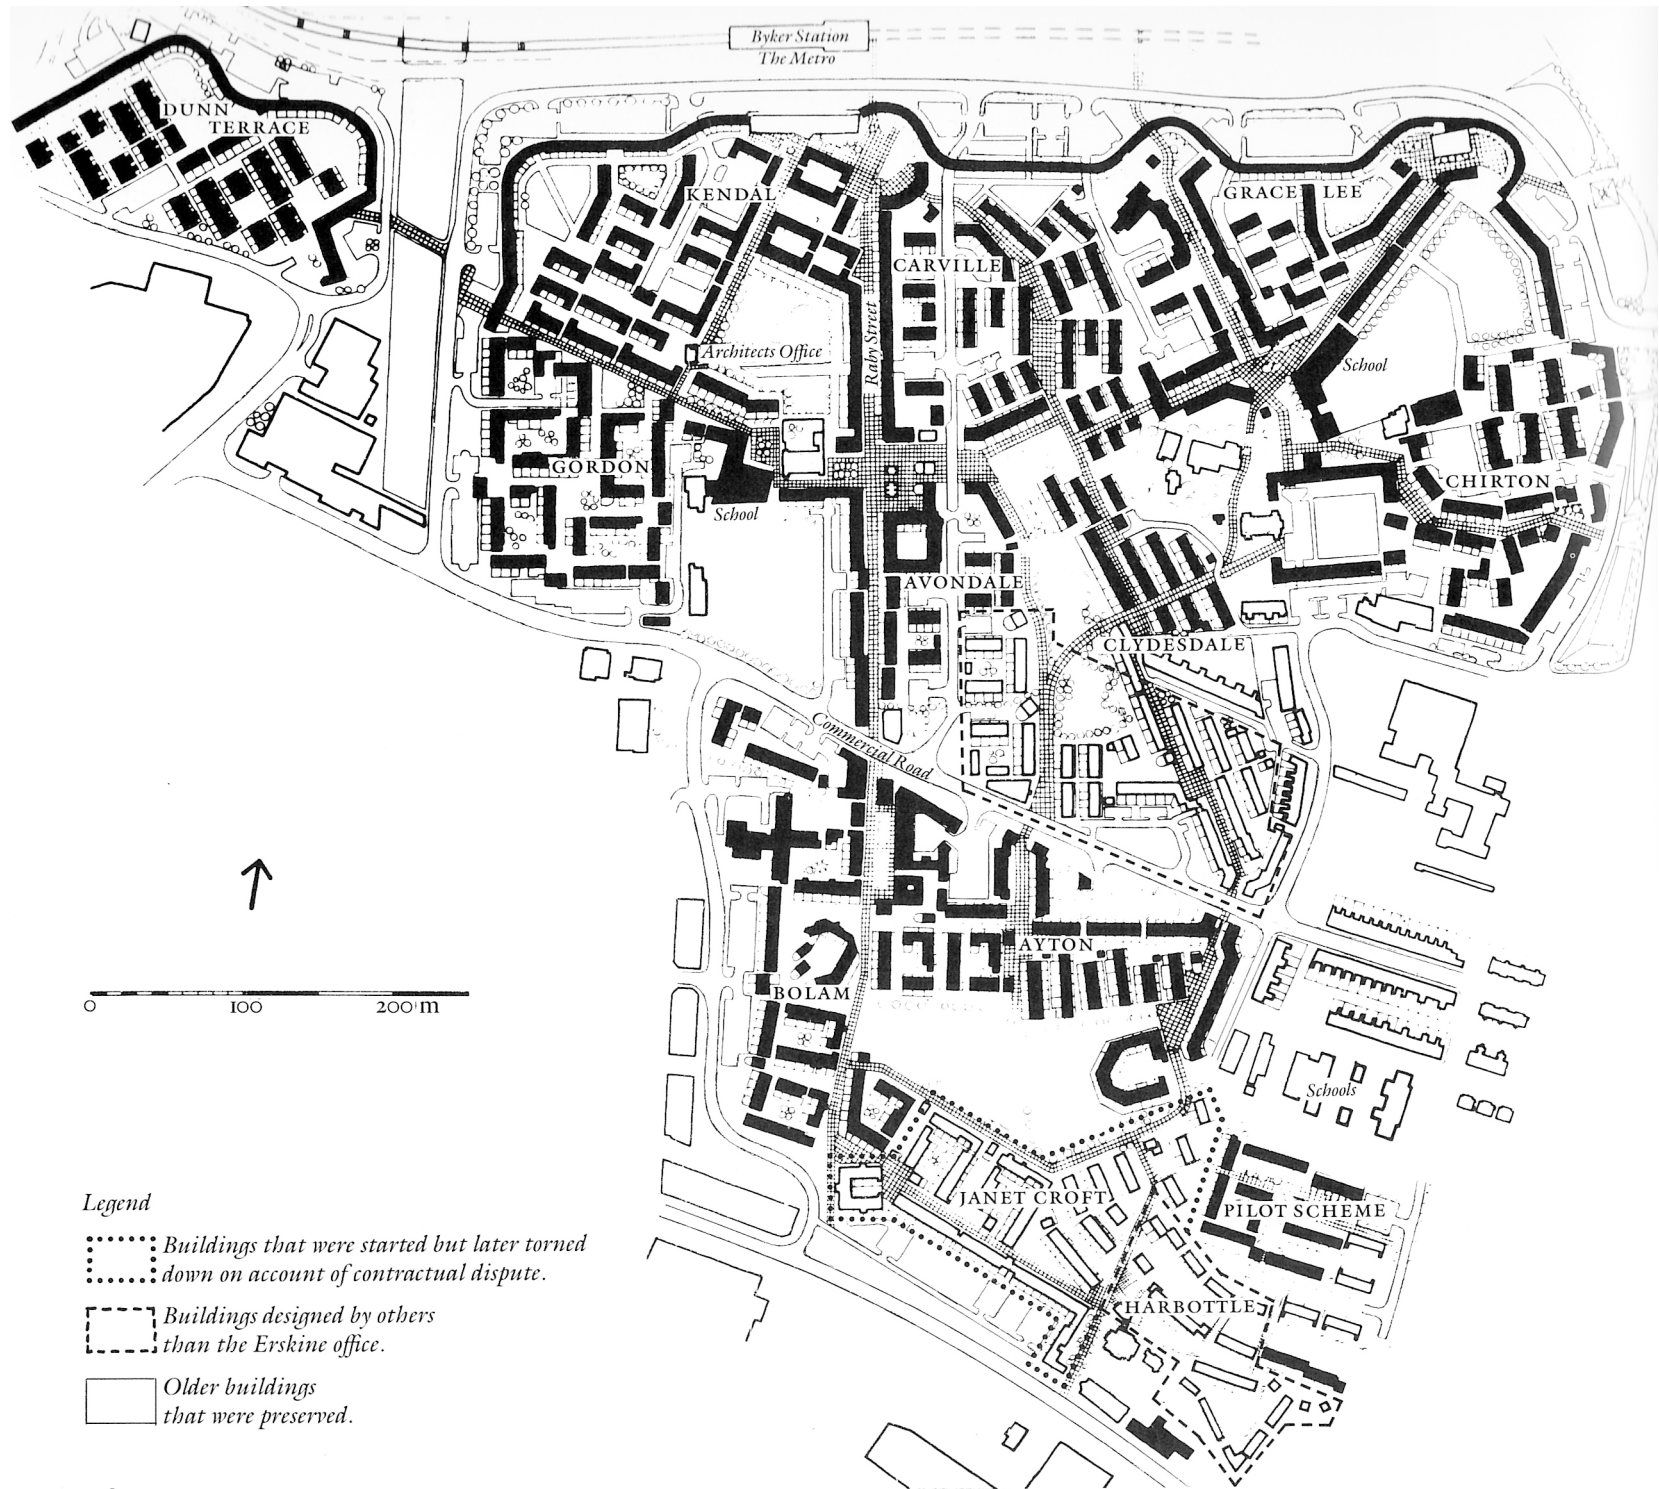 Byker Station
The Metro
DUNN
TERRACE
KENDAL
GRACE LEE
CARVILLE
Raby Street
Architects Office
School
GORDON
School
CHIRTON
AVONDALE
CLYDESDALE
Commercial Road
AYTON
BOLAM
Schools
JANET CROFT
PILOT SCHEME
HARBOTTLE
0 100 200 m
Legend
Buildings that were started but later torned
down on account of contractual dispute.
Buildings designed by others
than the Erskine office.
Older buildings
that were preserved.